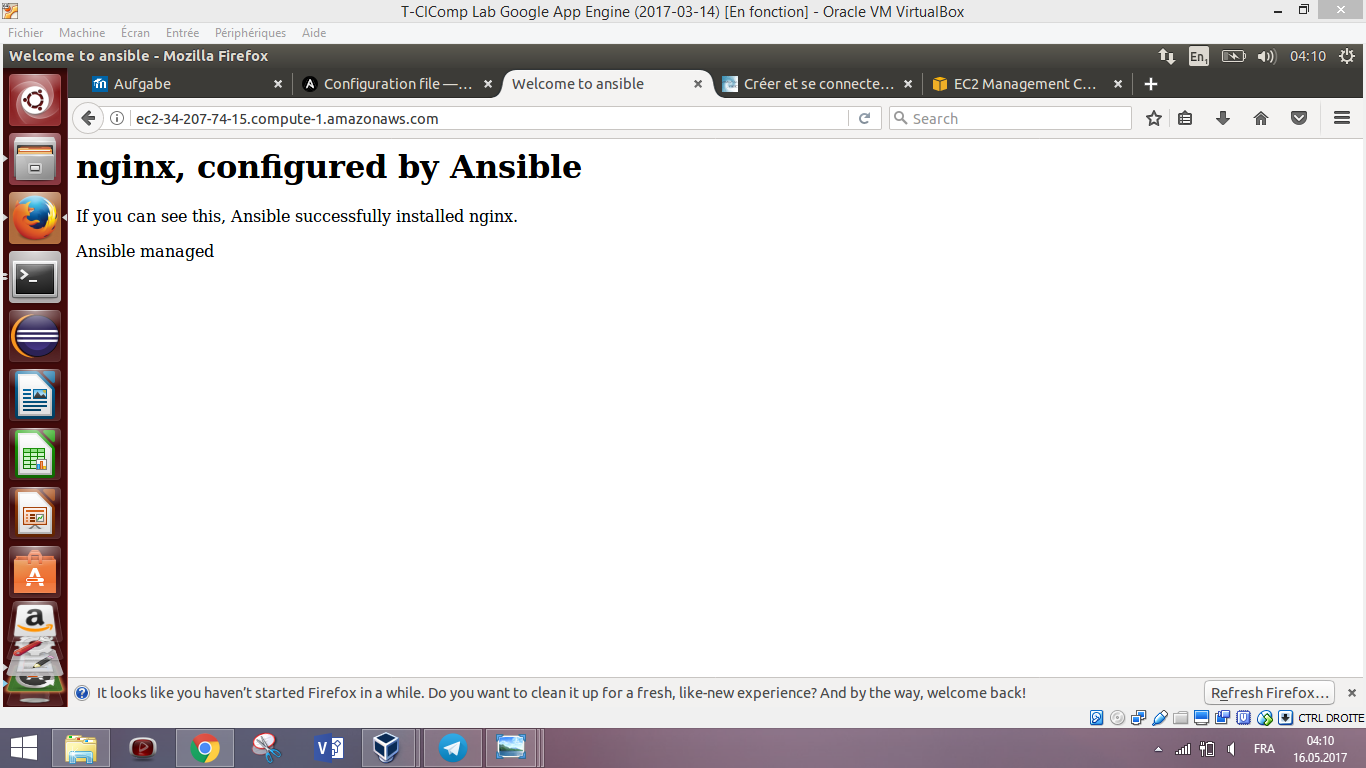 T-ClComp Lab Google App Engine (2017-03-14) [En fonction] - Oracle VM VirtualBox
Fichier Machine Écran Entrée Périphériques Aide
Welcome to ansible - Mozilla Firefox En1 04:10
Aufgabe Configuration file —... Welcome to ansible Créer et se connecte... EC2 Management C...
ec2-34-207-74-15.compute-1.amazonaws.com Search
nginx, configured by Ansible
If you can see this, Ansible successfully installed nginx.
Ansible managed
It looks like you haven't started Firefox in a while. Do you want to clean it up for a fresh, like-new experience? And by the way, welcome back! Refresh Firefox...
CTRL DROITE
FRA 04:10
16.05.2017